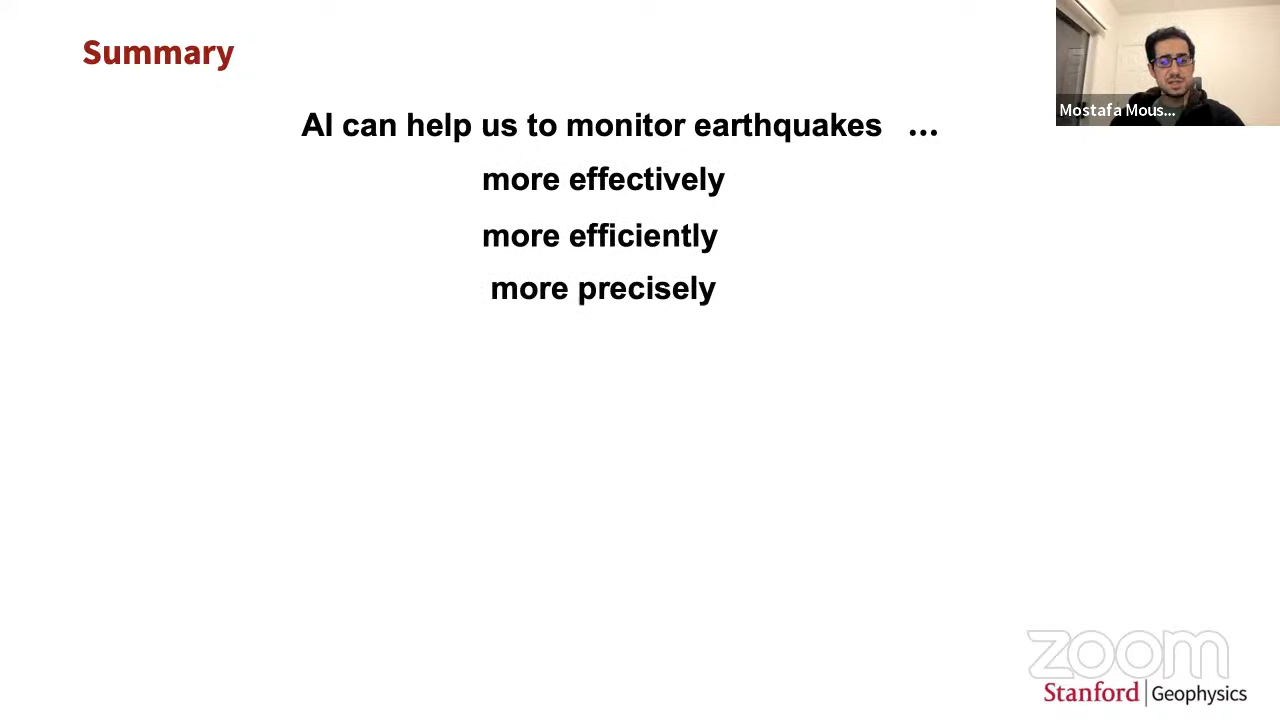 Summary
Mostafa Mous...
AI can help us to monitor earthquakes ...
more effectively
more efficiently
more precisely
zoom
Stanford | Geophysics